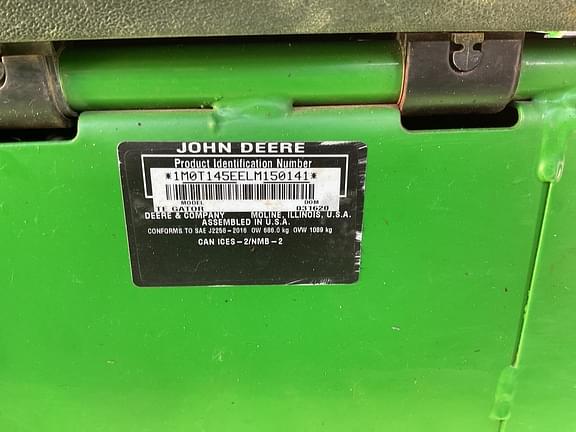 JOHN DEERE
Product Identification Number
*1M0T145EELM150141*
MODEL DOM
TE GATOR 031620
DEERE & COMPANY MOLINE, ILLINOIS, U.S.A.
ASSEMBLED IN U.S.A.
CONFORMS TO SAE J2258-2016 OW 686.0 kg OVW 1089 kg
CAN ICES-2/NMB-2